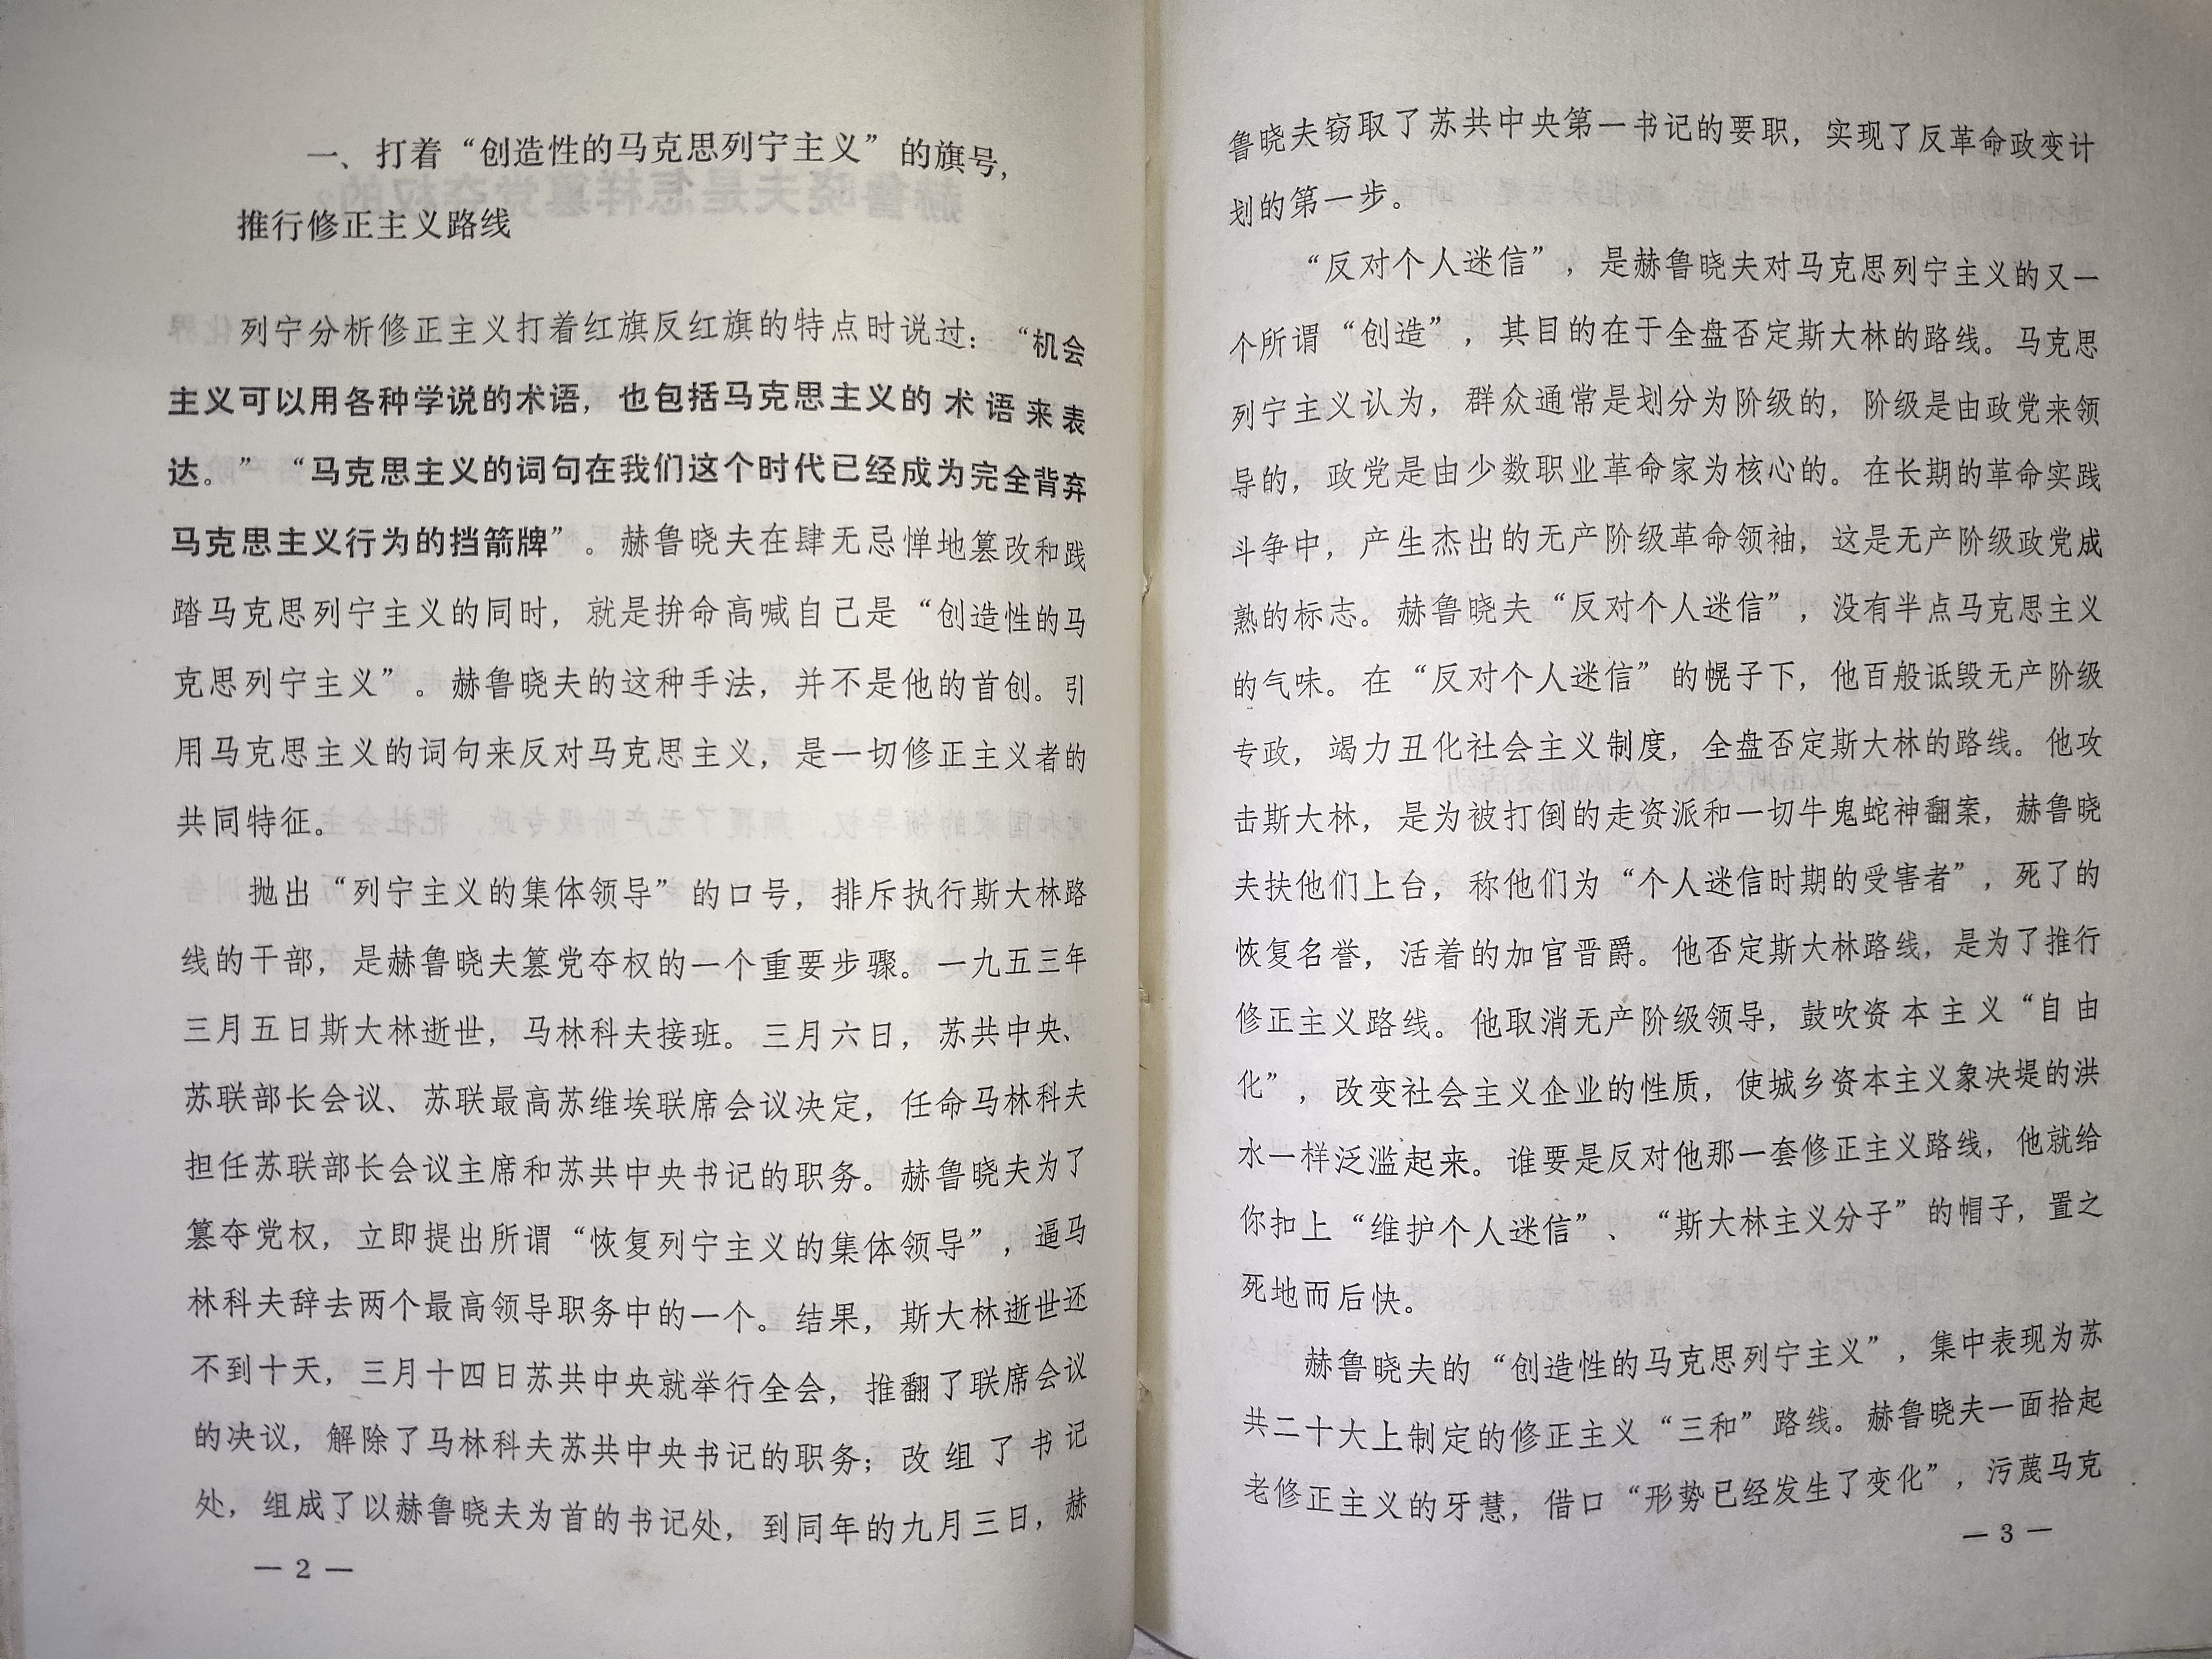 一、打着“创造性的马克思列宁主义”的旗号，
推行修正主义路线
列宁分析修正主义打着红旗反红旗的特点时说过：“机会
主义可以用各种学说的术语，也包括马克思主义的术语来表
达。”“马克思主义的词句在我们这个时代已经成为完全背弃
马克思主义行为的挡箭牌”。赫鲁晓夫在肆无忌惮地篡改和践
踏马克思列宁主义的同时，就是拚命高喊自己是“创造性的马
克思列宁主义”。赫鲁晓夫的这种手法，并不是他的首创。引
用马克思主义的词句来反对马克思主义，是一切修正主义者的
共同特征。
抛出“列宁主义的集体领导”的口号，排斥执行斯大林路
线的干部，是赫鲁晓夫篡党夺权的一个重要步骤。一九五三年
三月五日斯大林逝世，马林科夫接班。三月六日，苏共中央、
苏联部长会议、苏联最高苏维埃联席会议决定，任命马林科夫
担任苏联部长会议主席和苏共中央书记的职务。赫鲁晓夫为了
篡夺党权，立即提出所谓“恢复列宁主义的集体领导”，逼马
林科夫辞去两个最高领导职务中的一个。结果，斯大林逝世还
不到十天，三月十四日苏共中央就举行全会，推翻了联席会议
的决议，解除了马林科夫苏共中央书记的职务；改组了书记
处，组成了以赫鲁晓夫为首的书记处，到同年的九月三日，赫
— 2 —
鲁晓夫窃取了苏共中央第一书记的要职，实现了反革命政变计
划的第一步。
“反对个人迷信”，是赫鲁晓夫对马克思列宁主义的又一
个所谓“创造”，其目的在于全盘否定斯大林的路线。马克思
列宁主义认为，群众通常是划分为阶级的，阶级是由政党来领
导的，政党是由少数职业革命家为核心的。在长期的革命实践
斗争中，产生杰出的无产阶级革命领袖，这是无产阶级政党成
熟的标志。赫鲁晓夫“反对个人迷信”，没有半点马克思主义
的气味。在“反对个人迷信”的幌子下，他百般诋毁无产阶级
专政，竭力丑化社会主义制度，全盘否定斯大林的路线。他攻
击斯大林，是为被打倒的走资派和一切牛鬼蛇神翻案，赫鲁晓
夫扶他们上台，称他们为“个人迷信时期的受害者”，死了的
恢复名誉，活着的加官晋爵。他否定斯大林路线，是为了推行
修正主义路线。他取消无产阶级领导，鼓吹资本主义“自由
化”，改变社会主义企业的性质，使城乡资本主义象决堤的洪
水一样泛滥起来。谁要是反对他那一套修正主义路线，他就给
你扣上“维护个人迷信”、“斯大林主义分子”的帽子，置之
死地而后快。
赫鲁晓夫的“创造性的马克思列宁主义”，集中表现为苏
共二十大上制定的修正主义“三和”路线。赫鲁晓夫一面拾起
老修正主义的牙慧，借口“形势已经发生了变化”，污蔑马克
— 3 —